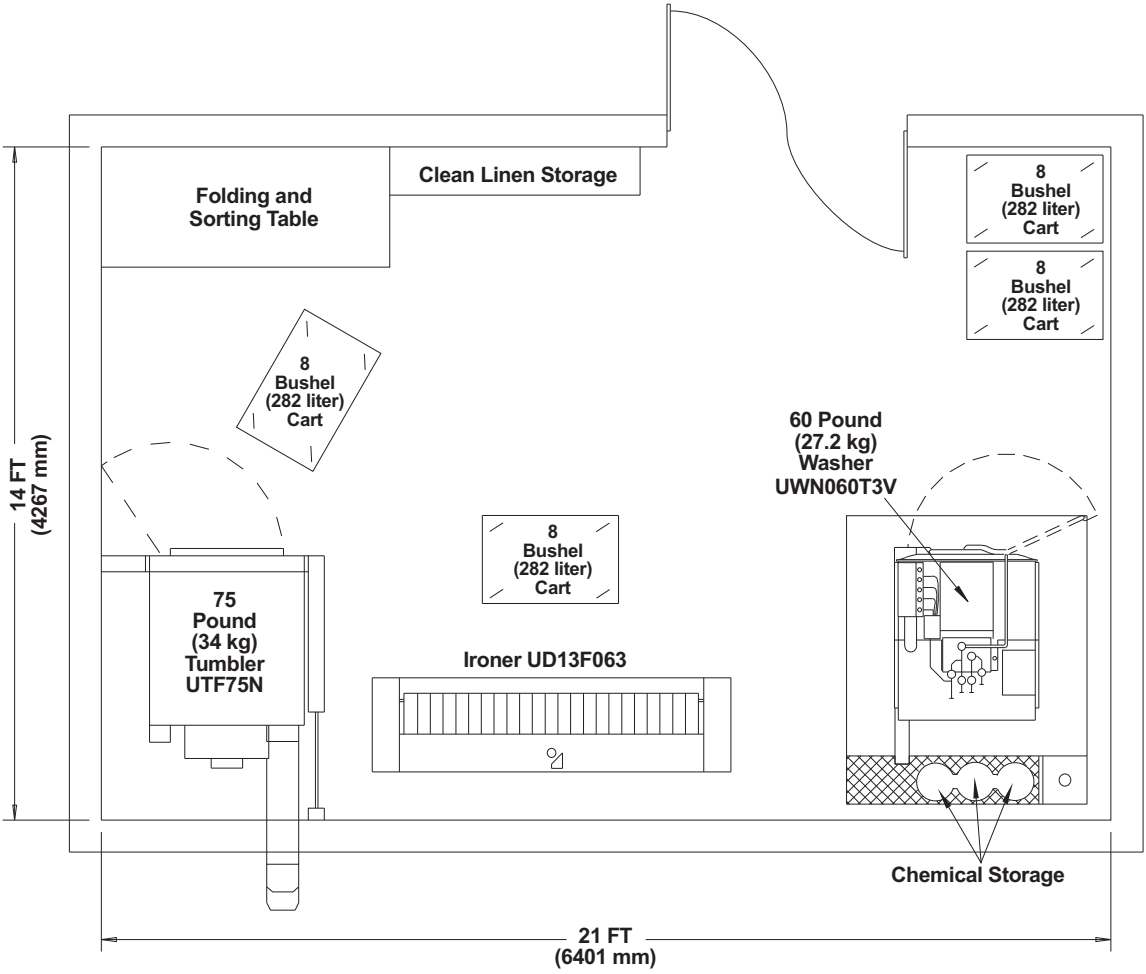 Folding and
Sorting Table
Clean Linen Storage
8
Bushel
(282 liter)
Cart
8
Bushel
(282 liter)
Cart
8
Bushel
(282 liter)
Cart
60 Pound
(27.2 kg)
Washer
UWN060T3V
14 FT
(4267 mm)
8
Bushel
(282 liter)
Cart
75
Pound
(34 kg)
Tumbler
UTF75N
Ironer UD13F063
Chemical Storage
21 FT
(6401 mm)